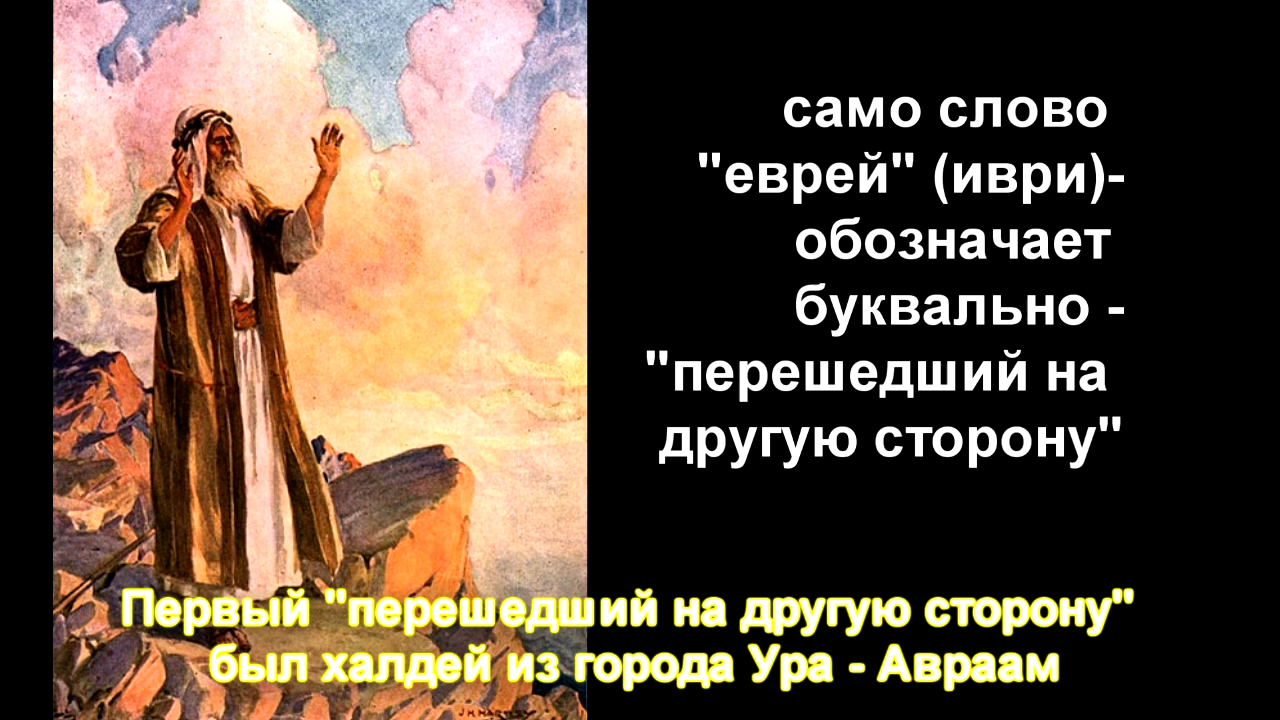 само слово
"еврей" (иври)-
обозначает
буквально -
"перешедший на
другую сторону"
Первый "перешедший на другую сторону"
был халдей из города Ура - Авраам